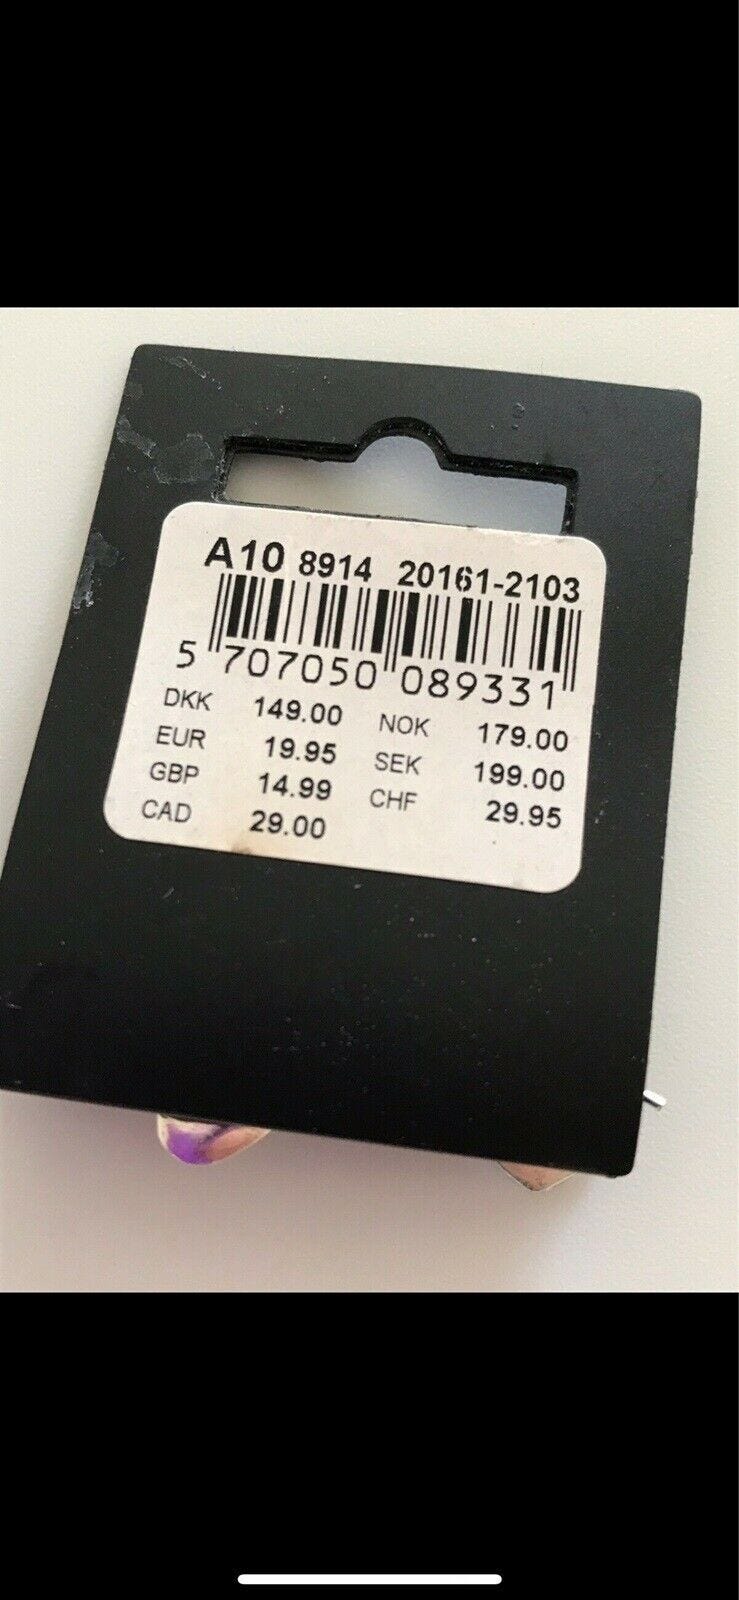 A10 8914 20161-2103
5 707050 089331
DKK 149.00 NOK 179.00
EUR 19.95 SEK 199.00
GBP 14.99 CHF 29.95
CAD 29.00